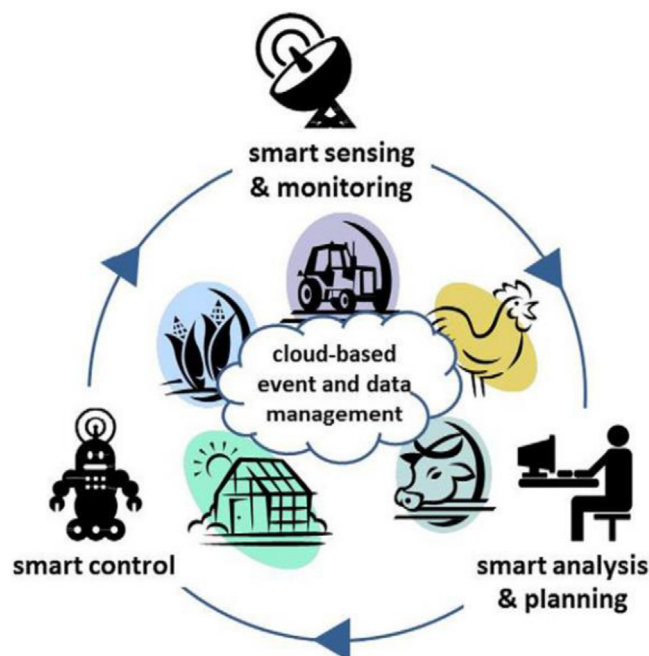 smart sensing
& monitoring
cloud-based
event and data
management
smart control
smart analysis
& planning